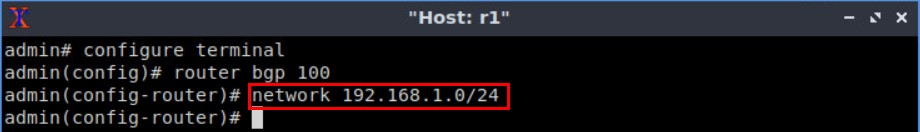 "Host: r1"
admin# configure terminal
admin(config)# router bgp 100
admin(config-router)# network 192.168.1.0/24
admin(config-router)#